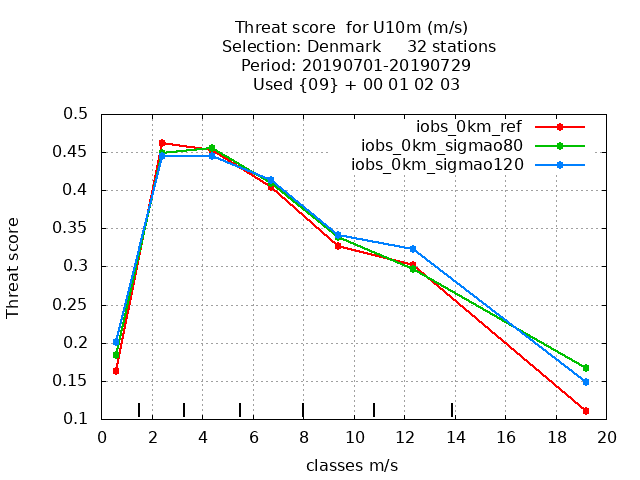 Threat score for U10m (m/s)
Selection: Denmark 32 stations
Period: 20190701-20190729
Used {09} + 00 01 02 03
iobs_0km_ref
iobs_0km_sigmao80
iobs_0km_sigmao120
Threat score
0.5
0.45
0.4
0.35
0.3
0.25
0.2
0.15
0.1
0 2 4 6 8 10 12 14 16 18 20
classes m/s